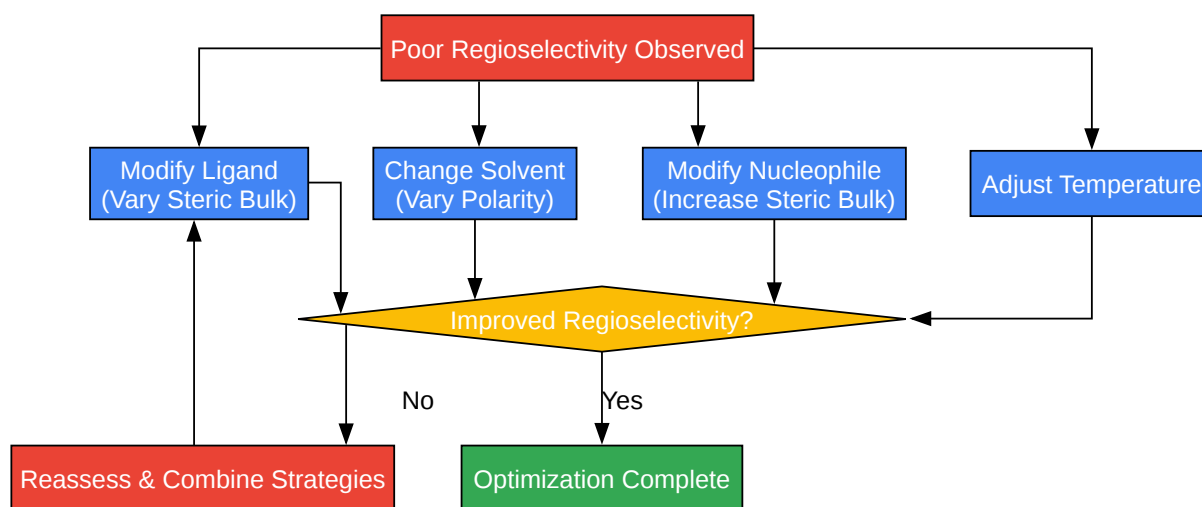 Poor Regioselectivity Observed
Modify Ligand
(Vary Steric Bulk)
Change Solvent
(Vary Polarity)
Modify Nucleophile
(Increase Steric Bulk)
Adjust Temperature
Improved Regioselectivity?
No
Yes
Reassess & Combine Strategies
Optimization Complete